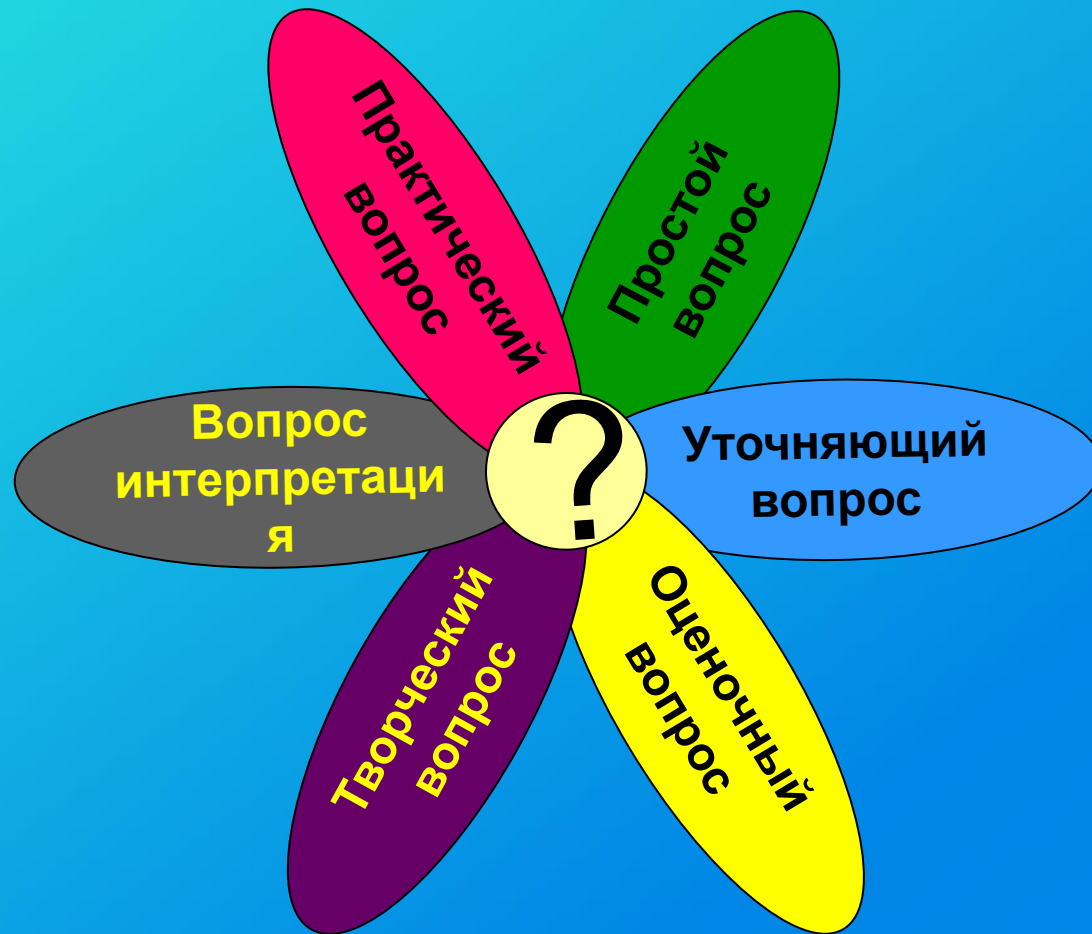 Практический
вопрос
Простой
вопрос
Вопрос
интерпретаци
я
?
Уточняющий
вопрос
Творческий
вопрос
Оценочный
вопрос